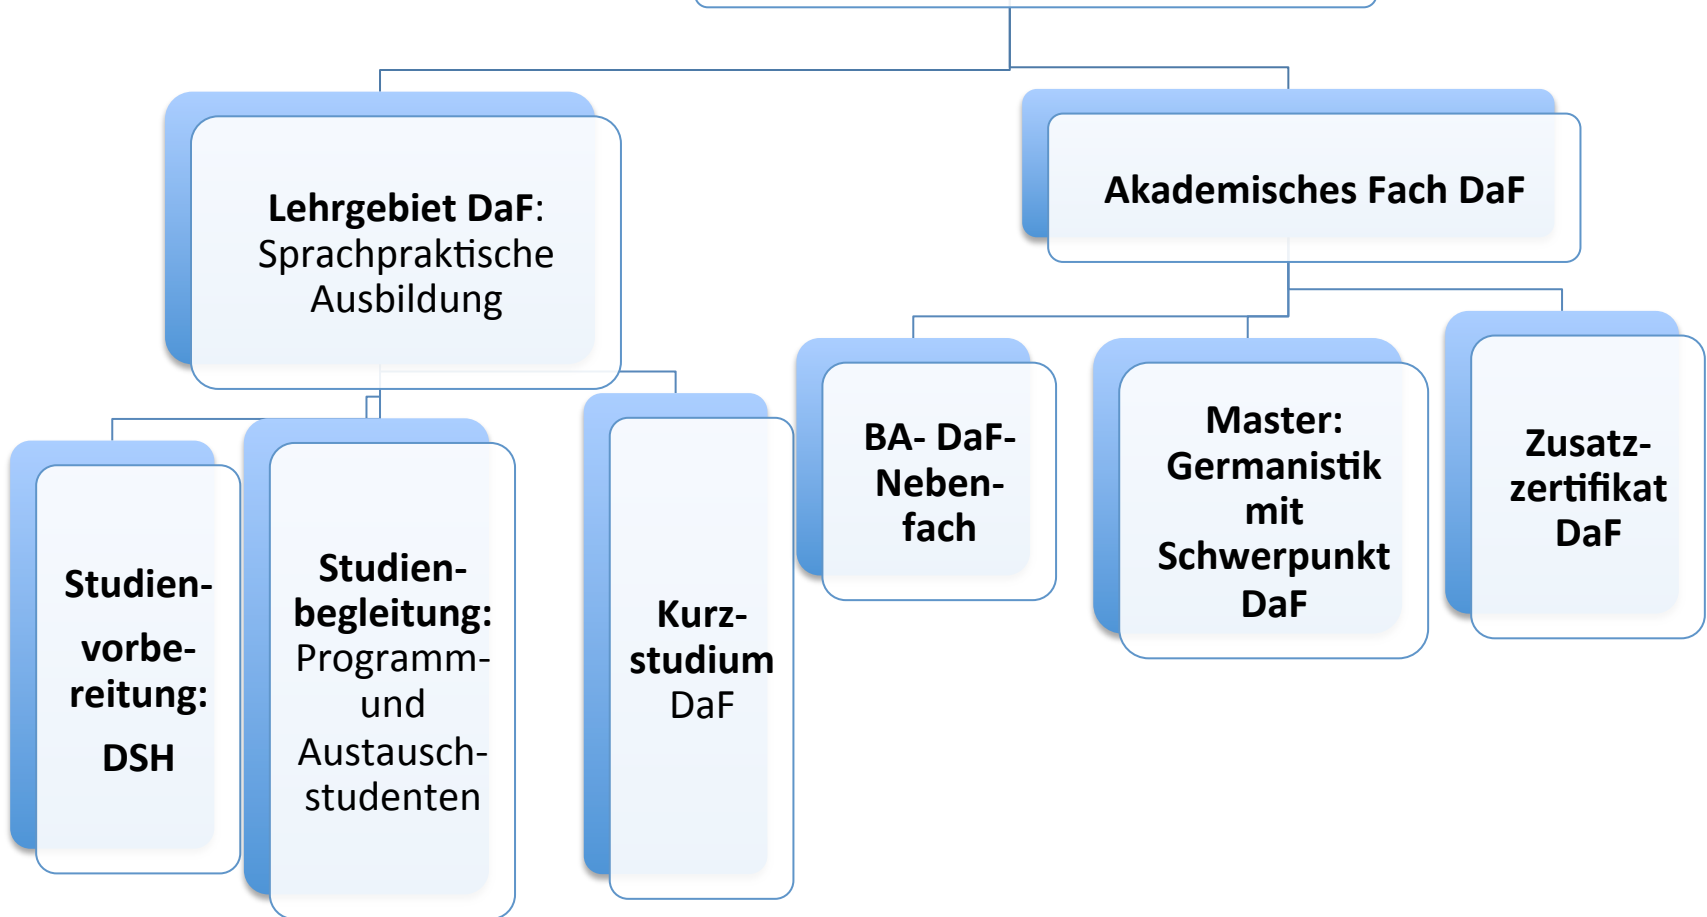 Lehrgebiet DaF:
Sprachpraktische
Ausbildung
Akademisches Fach DaF
Studien-
vorbe-
reitung:
DSH
Studien-
begleitung:
Programm-
und
Austausch-
studenten
Kurz-
studium
DaF
BA- DaF-
Neben-
fach
Master:
Germanistik
mit
Schwerpunkt
DaF
Zusatz-
zertifikat
DaF